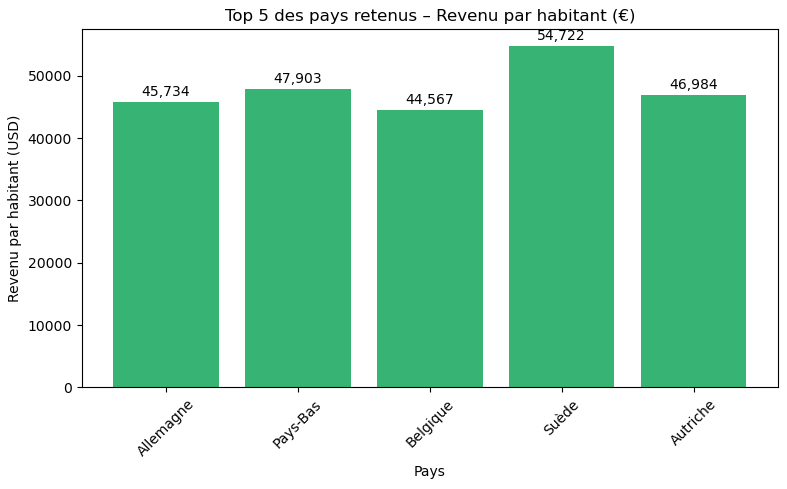 Top 5 des pays retenus – Revenu par habitant (€)
54,722
47,903
46,984
45,734
44,567
50000
40000
30000
20000
10000
0
Revenu par habitant (USD)
Allemagne
Pays-Bas
Belgique
Suède
Autriche
Pays